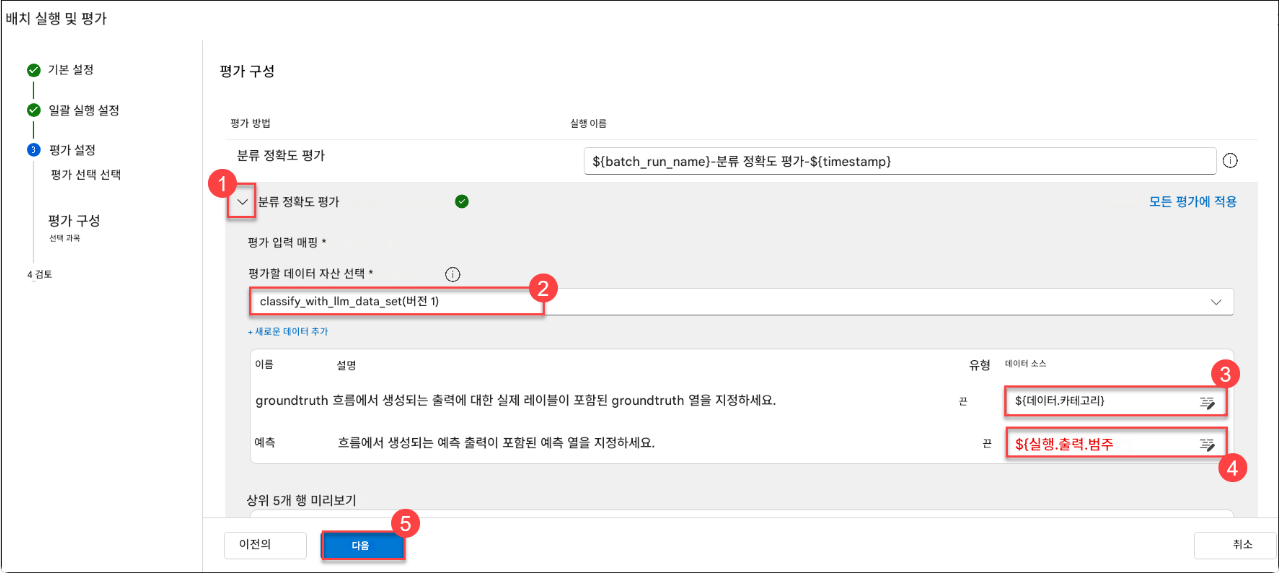 배치 실행 및 평가
기본 설정
일괄 실행 설정
3 평가 설정
평가 선택 선택
평가 구성
선택 과목
4 검토
평가 구성
평가 방법 실행 이름
분류 정확도 평가 ${batch_run_name}-분류 정확도 평가-${timestamp}
1
분류 정확도 평가 모든 평가에 적용
평가 입력 매핑 *
평가할 데이터 자산 선택 *
2
classify_with_llm_data_set(버전 1)
+ 새로운 데이터 추가
이름 설명 유형 데이터 소스
3
groundtruth 흐름에서 생성되는 출력에 대한 실제 레이블이 포함된 groundtruth 열을 지정하세요. 끈 ${데이터.카테고리}
예측 흐름에서 생성되는 예측 출력이 포함된 예측 열을 지정하세요. 끈 ${실행.출력.범주
4
상위 5개 행 미리보기
5
이전의 다음 취소